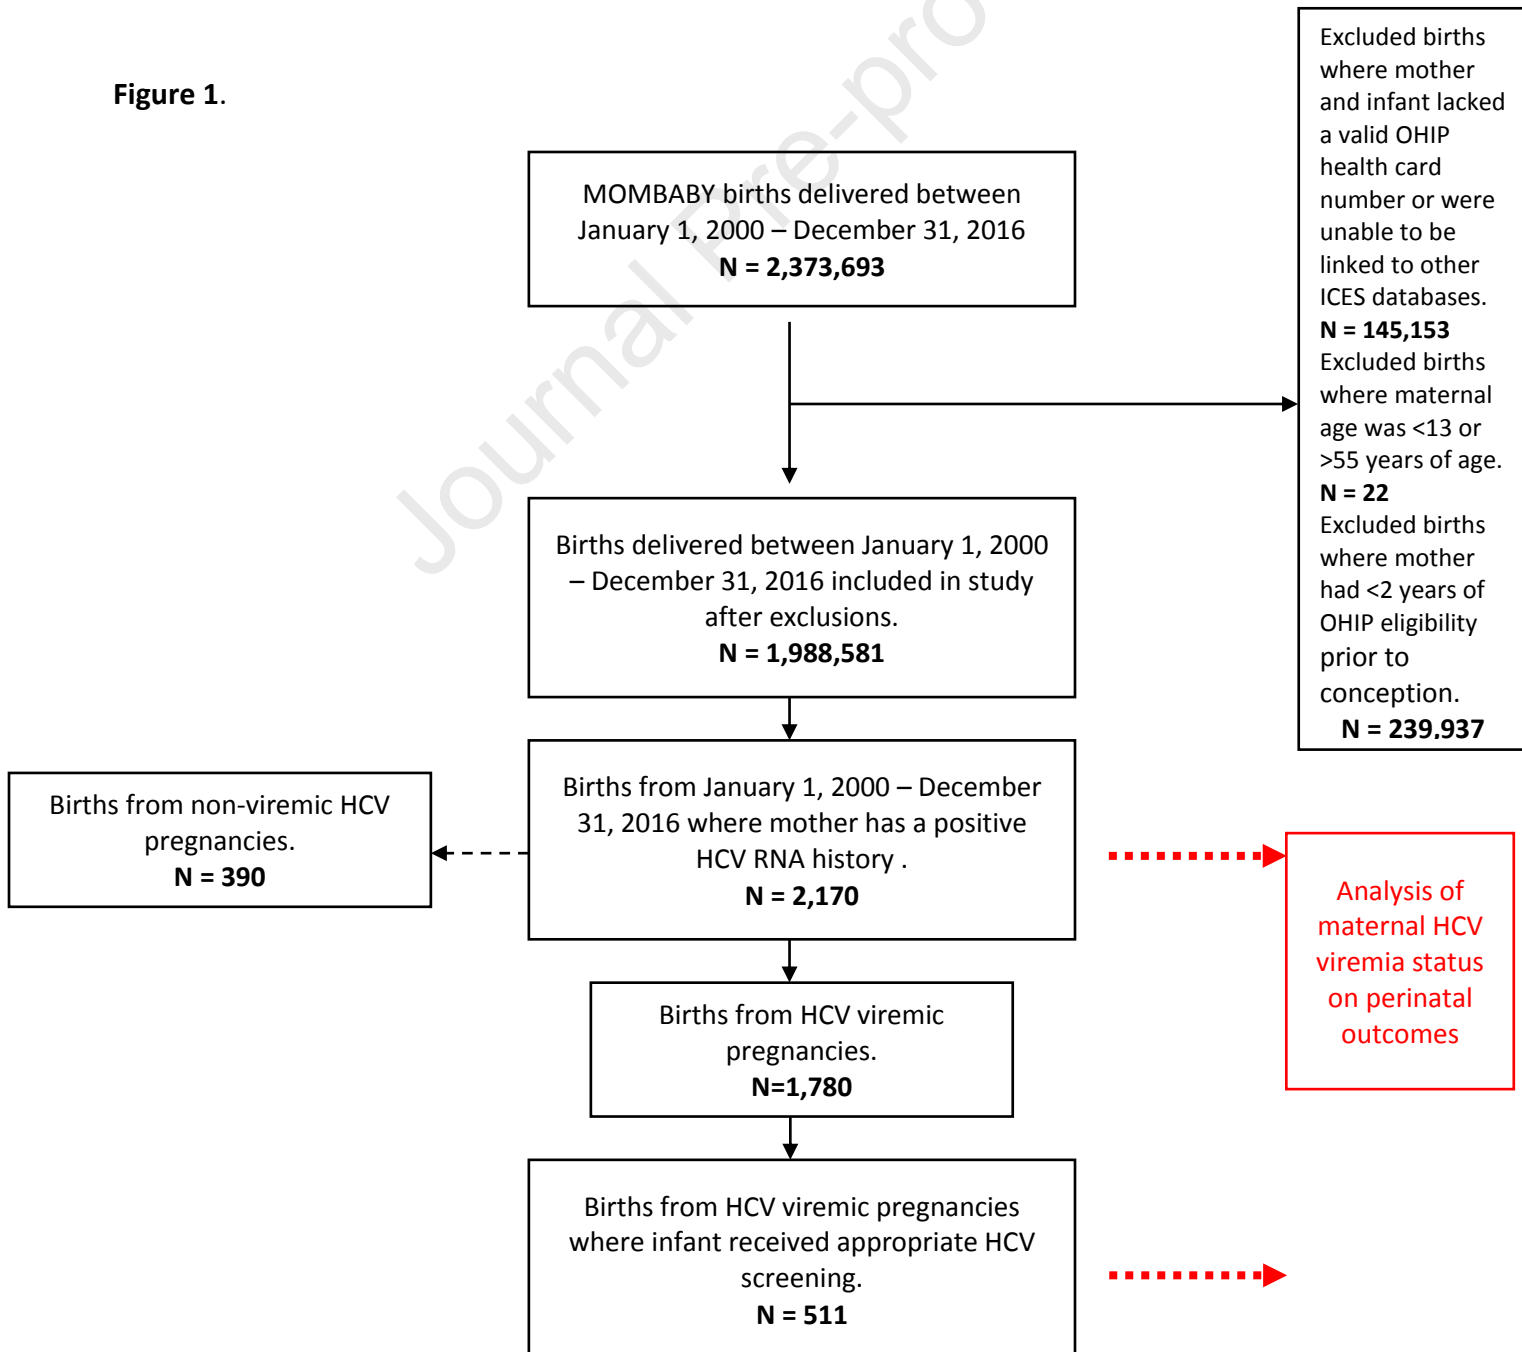 Figure 1.
MOMBABY births delivered between
January 1, 2000 – December 31, 2016
N = 2,373,693
Excluded births
where mother
and infant lacked
a valid OHIP
health card
number or were
unable to be
linked to other
ICES databases.
N = 145,153
Excluded births
where maternal
age was <13 or
>55 years of age.
N = 22
Excluded births
where mother
had <2 years of
OHIP eligibility
prior to
conception.
N = 239,937
Births delivered between January 1, 2000
– December 31, 2016 included in study
after exclusions.
N = 1,988,581
Births from January 1, 2000 – December
31, 2016 where mother has a positive
HCV RNA history .
N = 2,170
Births from non-viremic HCV
pregnancies.
N = 390
Analysis of
maternal HCV
viremia status
on perinatal
outcomes
Births from HCV viremic
pregnancies.
N=1,780
Births from HCV viremic pregnancies
where infant received appropriate HCV
screening.
N = 511
Journal Pre-pro